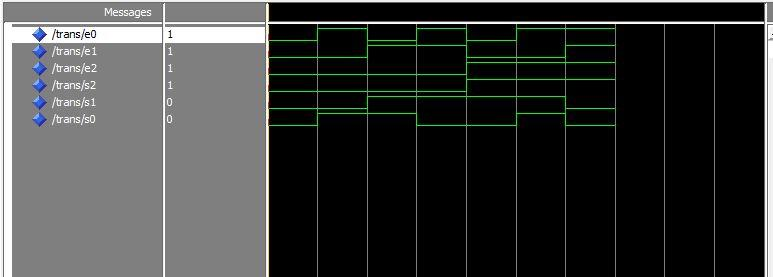 Messages
/trans/e0 1
/trans/e1 1
/trans/e2 1
/trans/s2 1
/trans/s1 0
/trans/s0 0